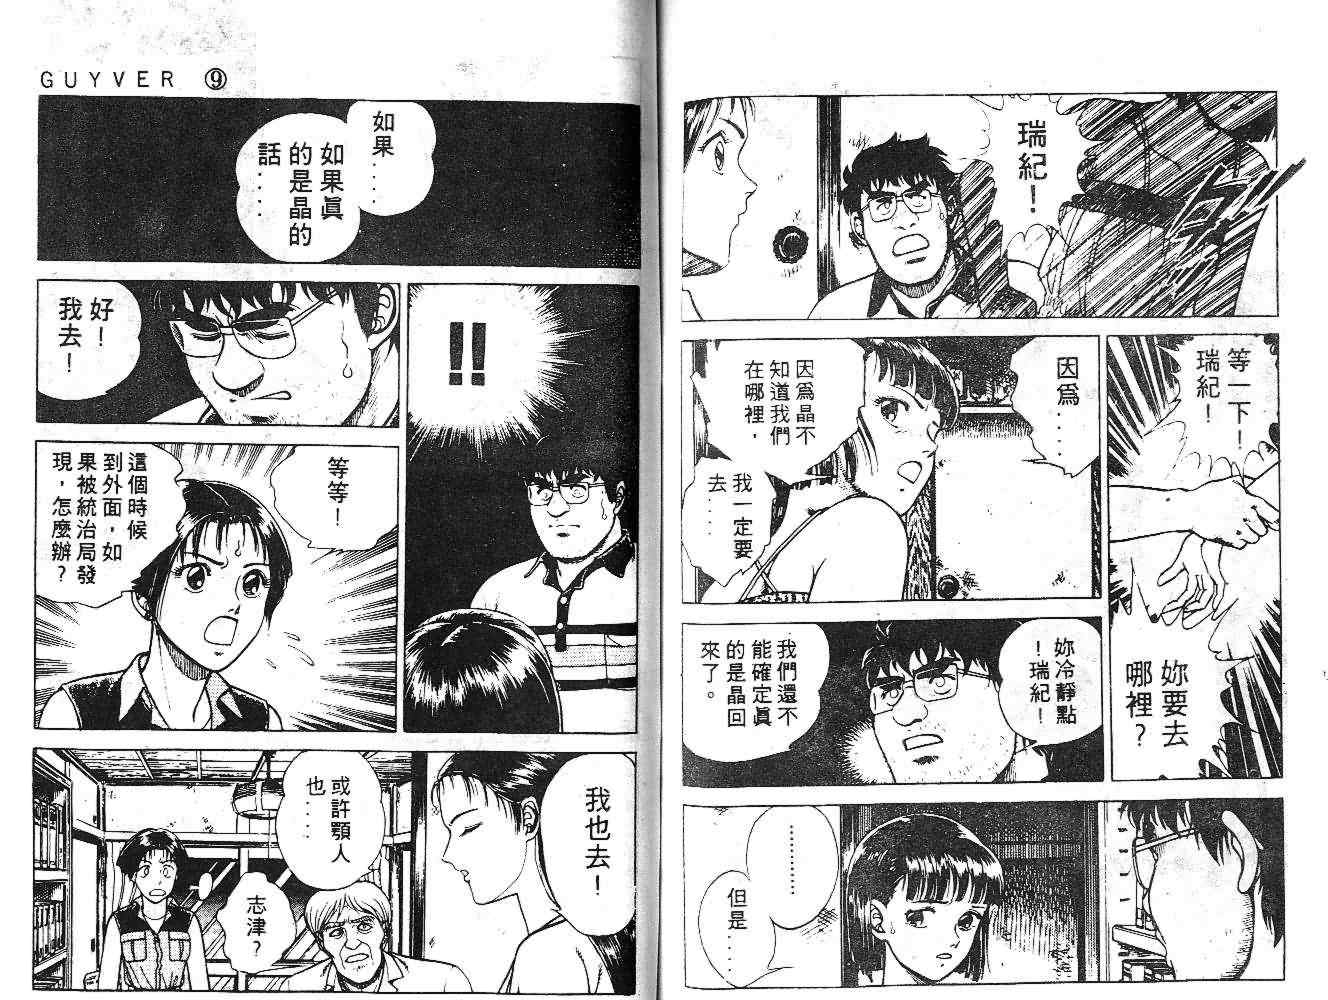 GUYVER ⑨
瑞紀！
等一下！
瑞紀！
妳要去
哪裡？
因爲．．．．
因爲晶不
知道我們
在哪裡，
我一定要
去．．．．
妳冷靜點
！瑞紀！
我們還不
能確定眞
的是晶回
來了。
．．．．．．．．
但是．．．．
如果．．．．
如果眞
的是晶的
話．．．．
！！
好！
我去！
等等！
這個時候
到外面，如
果被統治局發
現，怎麼辦？
我也去！
或許顎人
也．．．．
志津？